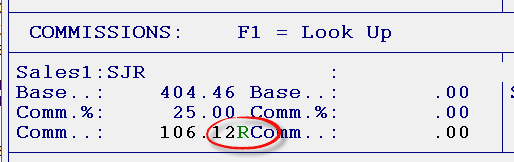 COMMISSIONS: F1 = Look Up
Sales1:SJR :
Base..: 404.46 Base..: .00
Comm.%: 25.00 Comm.%: .00
Comm..: 106.12RComm..: .00